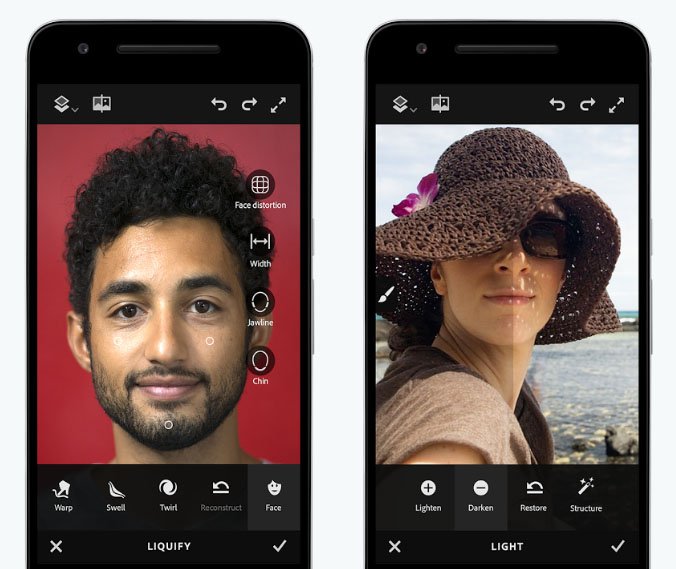 Face distortion
Width
Jawline
Chin
Warp
Swell
Twirl
Reconstruct
Face
LIQUIFY
Lighten
Darken
Restore
Structure
LIGHT